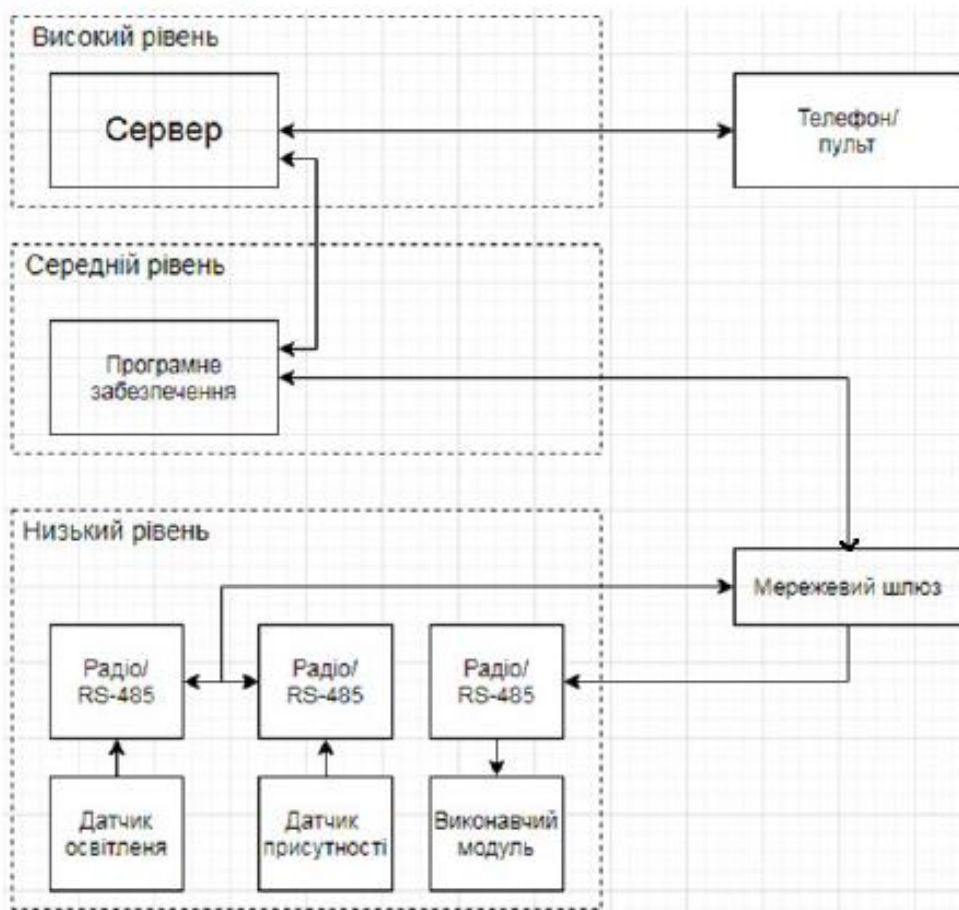 Високий рівень
Сервер
Телефон/
пульт
Середній рівень
Програмне
забезпечення
Низький рівень
Мережевий шлюз
Радіо/
RS-485
Радіо/
RS-485
Радіо/
RS-485
Датчик
освітленя
Датчик
присутності
Виконавчий
модуль